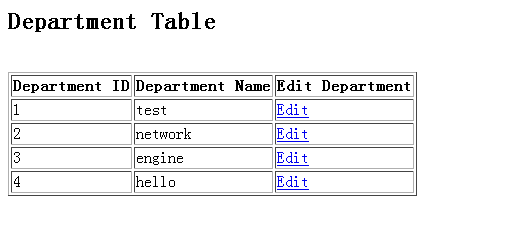 Department Table
Department ID Department Name Edit Department
1 test Edit
2 network Edit
3 engine Edit
4 hello Edit